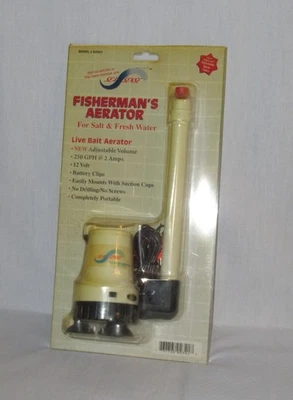 FISHERMAN'S
AERATOR
For Salt & Fresh Water
Live Bait Aerator
• NEW Adjustable Volume
• 250 GPH @ 2 Amps
• 12 Volt
• Battery Clips
• Easily Mounts With Suction Cups
• No Drilling/No Screws
• Completely Portable